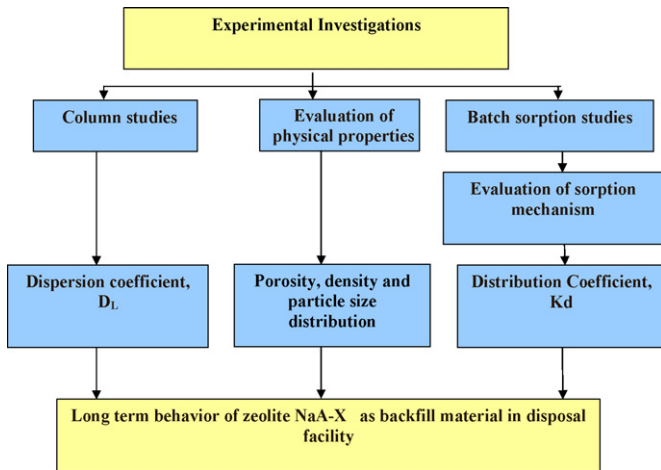 Experimental Investigations
Column studies
Evaluation of
physical properties
Batch sorption studies
Evaluation of sorption
mechanism
Dispersion coefficient,
DL
Porosity, density and
particle size
distribution
Distribution Coefficient,
Kd
Long term behavior of zeolite NaA-X as backfill material in disposal
facility